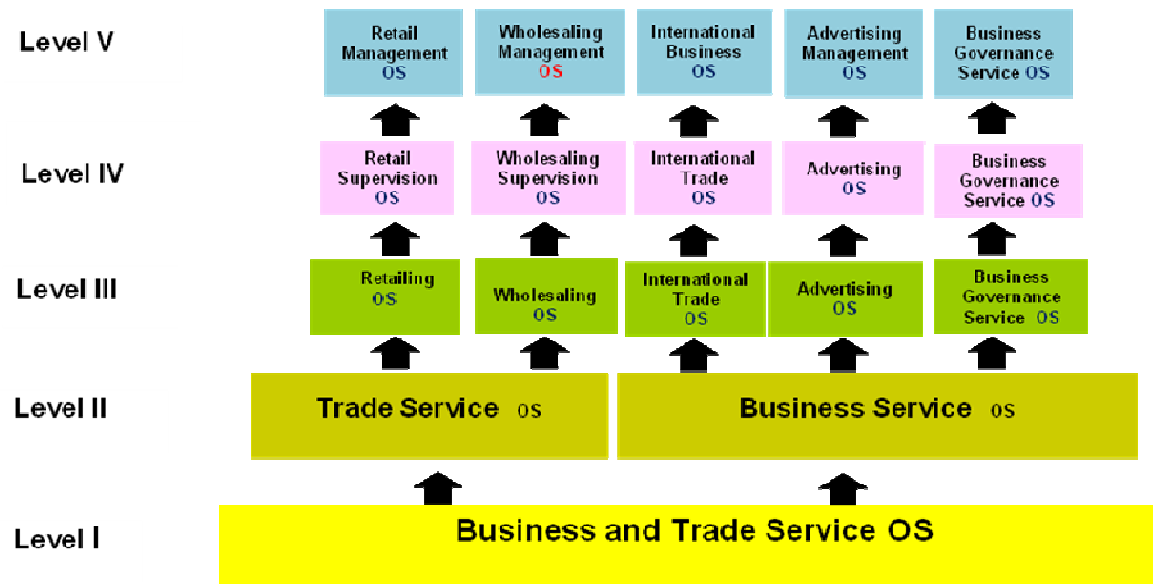 Level V
Retail
Management
OS
Wholesaling
Management
OS
International
Business
OS
Advertising
Management
OS
Business
Governance
Service OS
Level IV
Retail
Supervision
OS
Wholesaling
Supervision
OS
International
Trade
OS
Advertising
OS
Business
Governance
Service OS
Level III
Retailing
OS
Wholesaling
OS
International
Trade
OS
Advertising
OS
Business
Governance
Service OS
Level II
Trade Service OS
Business Service OS
Level I
Business and Trade Service OS